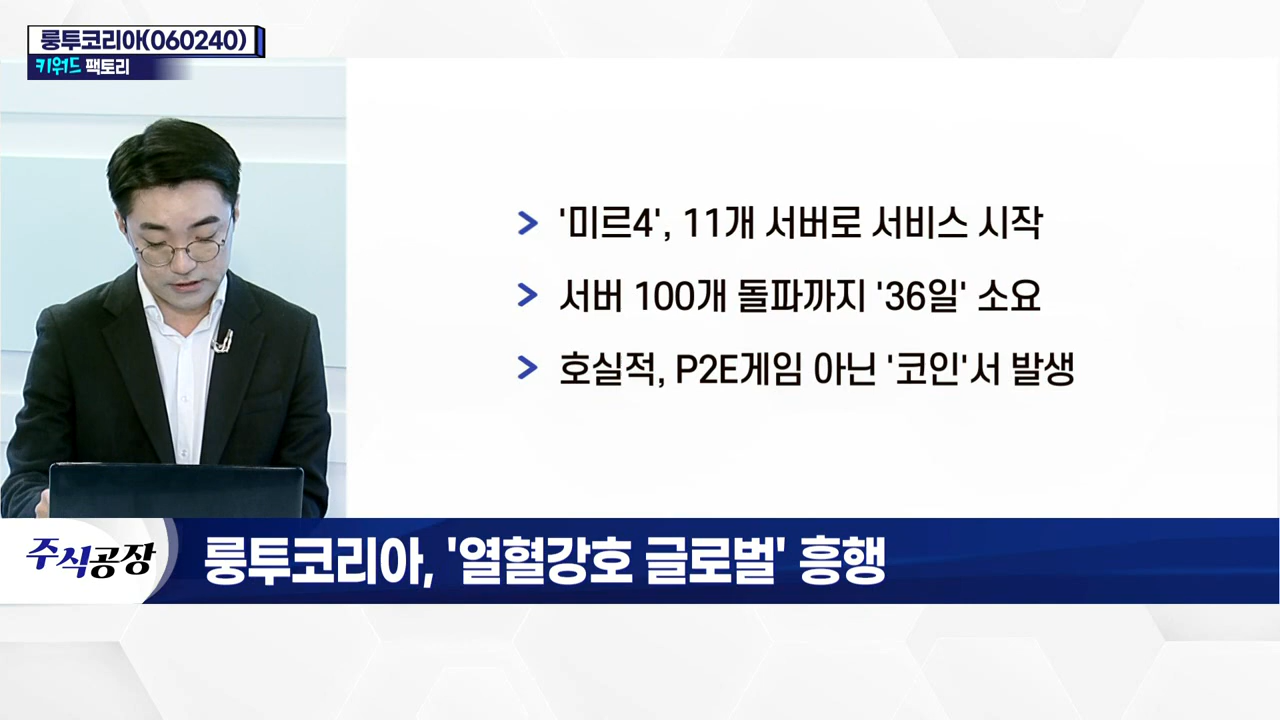 룽투코리아(060240)
키워드 팩토리
> '미르4', 11개 서버로 서비스 시작
> 서버 100개 돌파까지 '36일' 소요
> 호실적, P2E게임 아닌 '코인'서 발생
주식공장
룽투코리아, '열혈강호 글로벌' 흥행